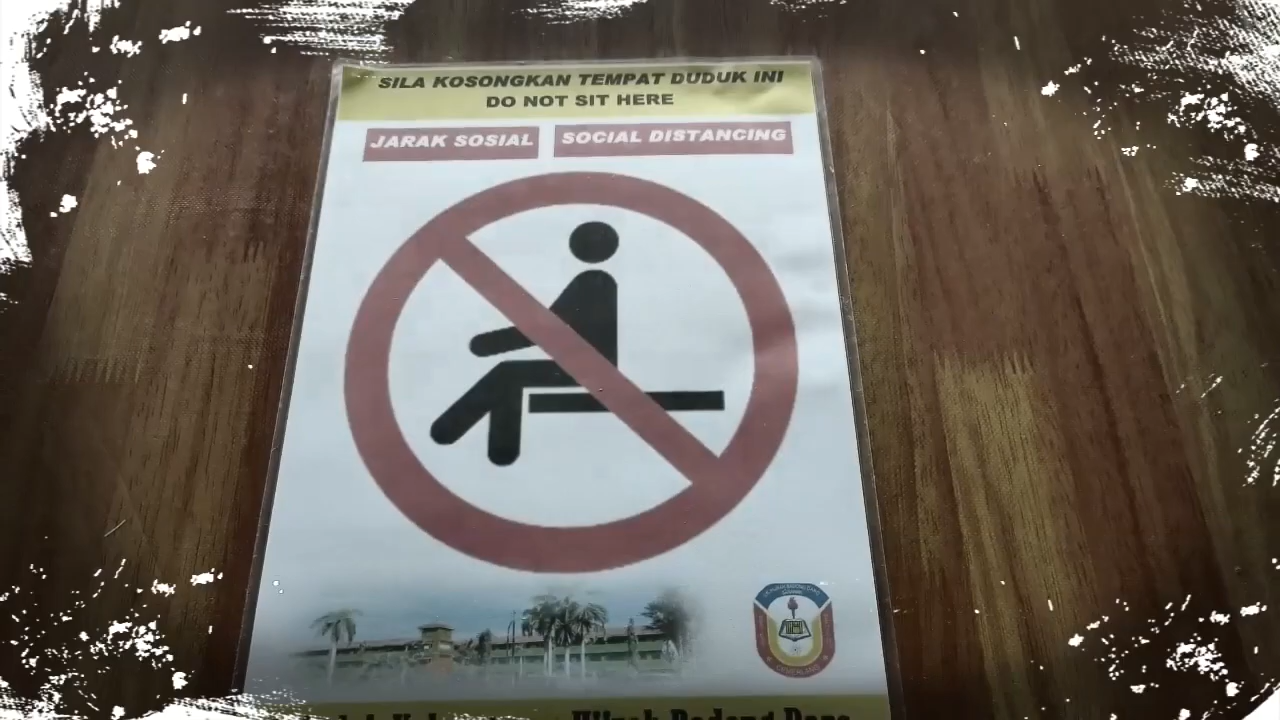 SILA KOSONGKAN TEMPAT DUDUK INI
DO NOT SIT HERE
JARAK SOSIAL SOCIAL DISTANCING